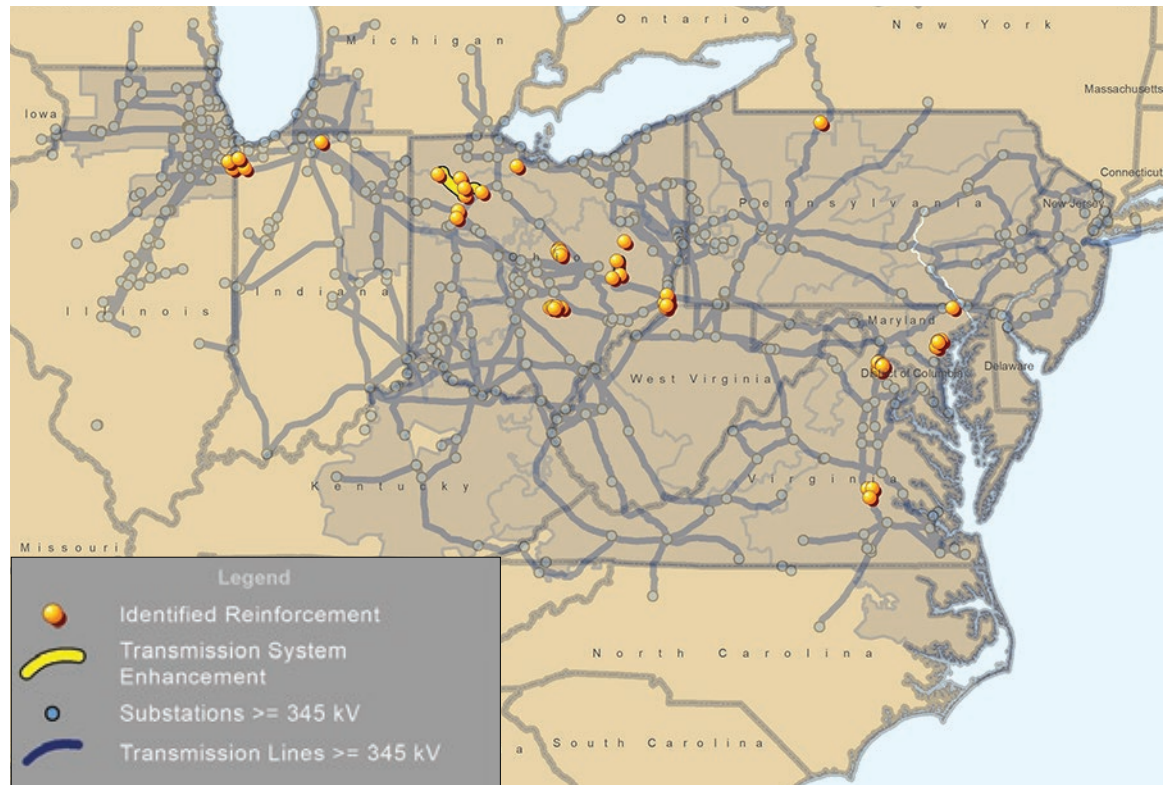 Ontario
New York
Michigan
Massachusetts
Iowa
Connecticut
Pennsylvania
New Jersey
Ohio
Indiana
Illinois
Maryland
Delaware
District of Columbia
West Virginia
Virginia
Kentucky
Missouri
North Carolina
South Carolina
a
Legend
Identified Reinforcement
Transmission System
Enhancement
Substations >= 345 kV
Transmission Lines >= 345 kV